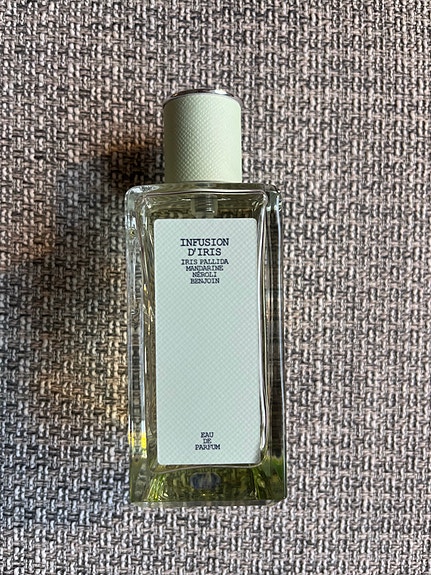 INFUSION
D'IRIS
IRIS PALLIDA
MANDARINE
NÉROLI
BENJOIN
EAU
DE
PARFUM